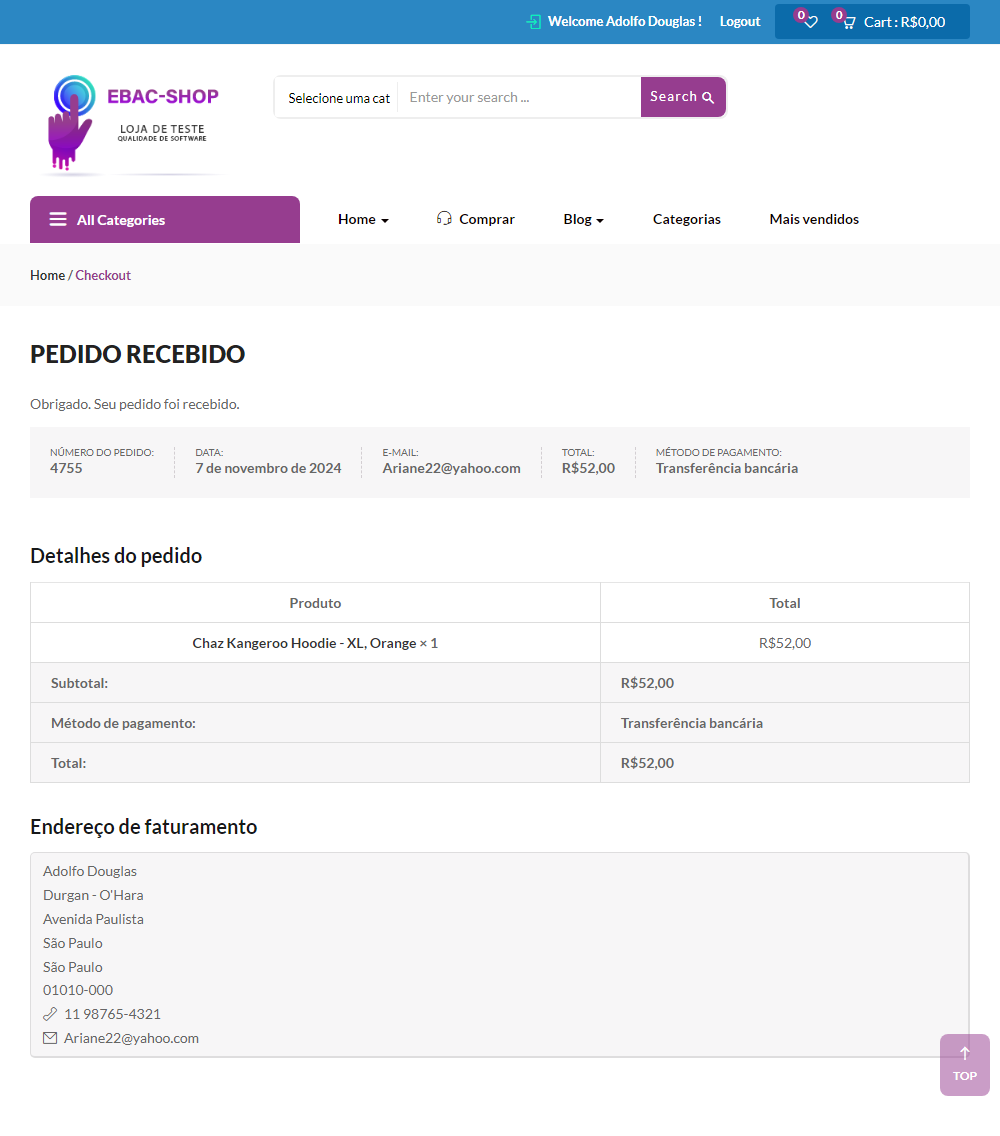 Welcome Adolfo Douglas ! Logout 0 0 Cart : R$0,00
EBAC-SHOP
LOJA DE TESTE
QUALIDADE DE SOFTWARE
Selecione uma cat Enter your search ... Search
All Categories Home Comprar Blog Categorias Mais vendidos
Home / Checkout
PEDIDO RECEBIDO
Obrigado. Seu pedido foi recebido.
NÚMERO DO PEDIDO: DATA: E-MAIL: TOTAL: MÉTODO DE PAGAMENTO:
4755 7 de novembro de 2024 Ariane22@yahoo.com R$52,00 Transferência bancária
Detalhes do pedido
Produto Total
Chaz Kangeroo Hoodie - XL, Orange × 1 R$52,00
Subtotal: R$52,00
Método de pagamento: Transferência bancária
Total: R$52,00
Endereço de faturamento
Adolfo Douglas
Durgan - O'Hara
Avenida Paulista
São Paulo
São Paulo
01010-000
11 98765-4321
Ariane22@yahoo.com
TOP